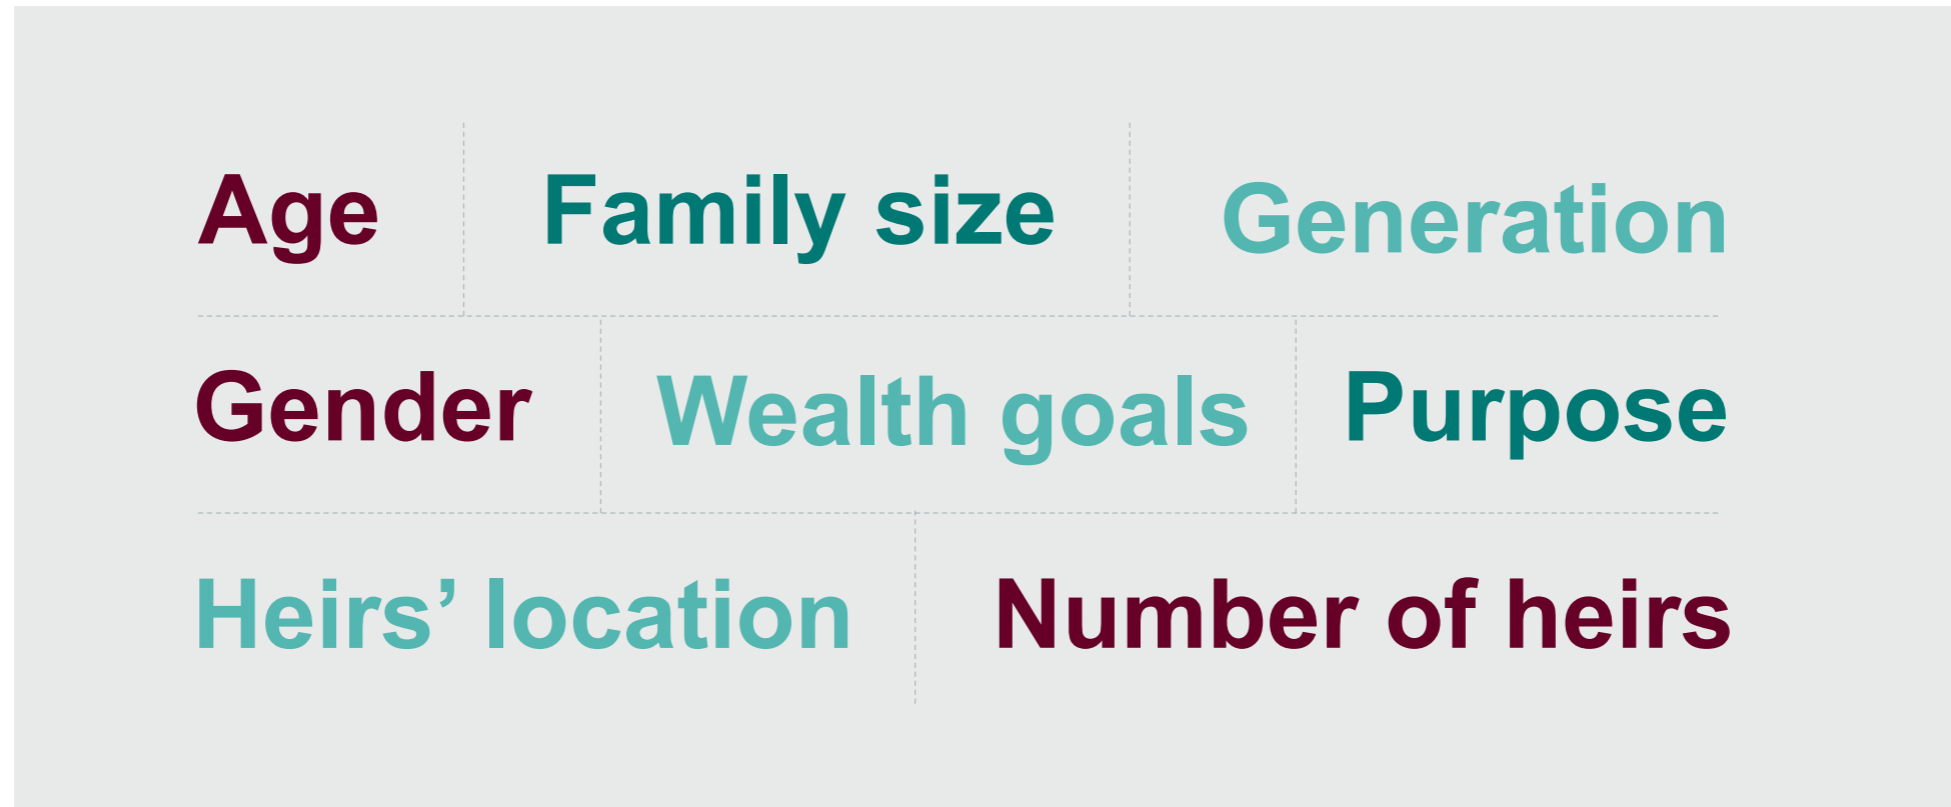 Age Family size Generation
Gender Wealth goals Purpose
Heirs’ location Number of heirs